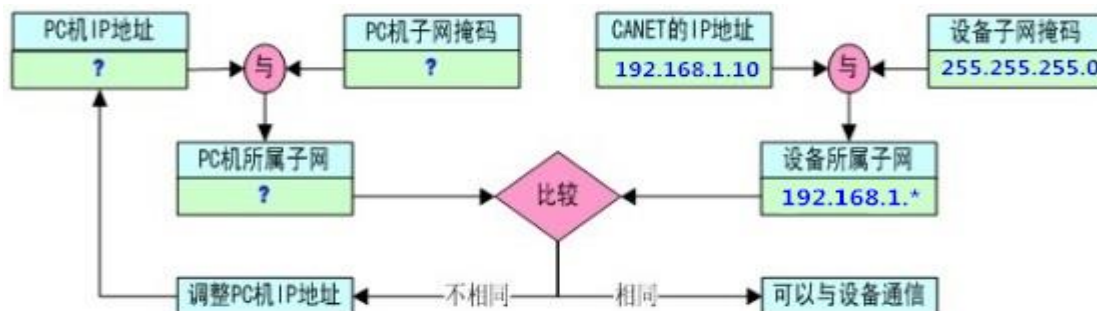 PC机IP地址
?
与
PC机子网掩码
?
CANET的IP地址
192.168.1.10
与
设备子网掩码
255.255.255.0
PC机所属子网
?
比较
设备所属子网
192.168.1.*
调整PC机IP地址
不相同
相同
可以与设备通信